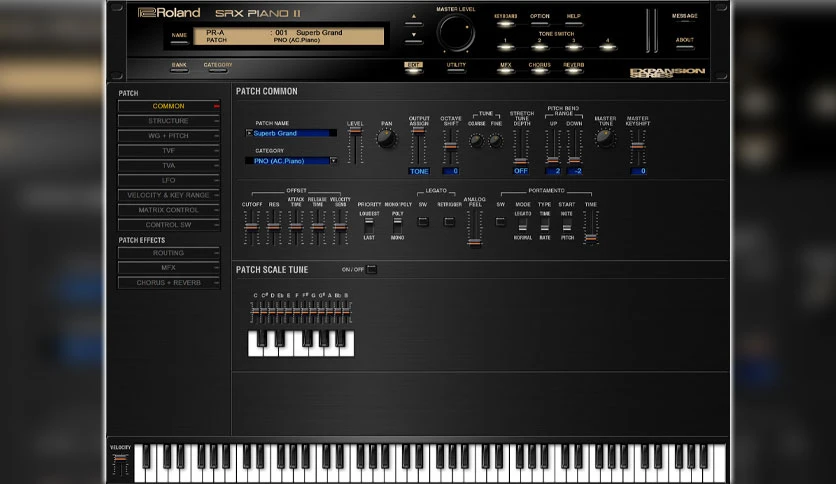 Roland SRX PIANO II
MASTER LEVEL
KEYBOARD OPTION HELP
MESSAGE
NAME
PR-A : 001 Superb Grand
PATCH PNO (AC.Piano)
TONE SWITCH
1 2 3 4
ABOUT
BANK CATEGORY
EDIT UTILITY MFX CHORUS REVERB
EXPANSION
SERIES
PATCH
COMMON
STRUCTURE
WG + PITCH
TVF
TVA
LFO
VELOCITY & KEY RANGE
MATRIX CONTROL
CONTROL SW
PATCH EFFECTS
ROUTING
MFX
CHORUS + REVERB
PATCH COMMON
PATCH NAME
Superb Grand
CATEGORY
PNO (AC.Piano)
LEVEL
PAN
OUTPUT
ASSIGN
TONE
OCTAVE
SHIFT
0
TUNE
COARSE FINE
STRETCH
TUNE
DEPTH
OFF
PITCH BEND
RANGE
UP DOWN
2 -2
MASTER
TUNE
MASTER
KEYSHIFT
0
OFFSET
CUTOFF RES ATTACK TIME RELEASE TIME VELOCITY SENS
PRIORITY
LOUDEST
LAST
MONO/POLY
POLY
MONO
LEGATO
SW RETRIGGER
ANALOG
FEEL
PORTAMENTO
SW MODE TYPE START TIME
LEGATO TIME NOTE
NORMAL RATE PITCH
PATCH SCALE TUNE
ON / OFF
C C# D Eb E F F# G G# A Bb B
VELOCITY